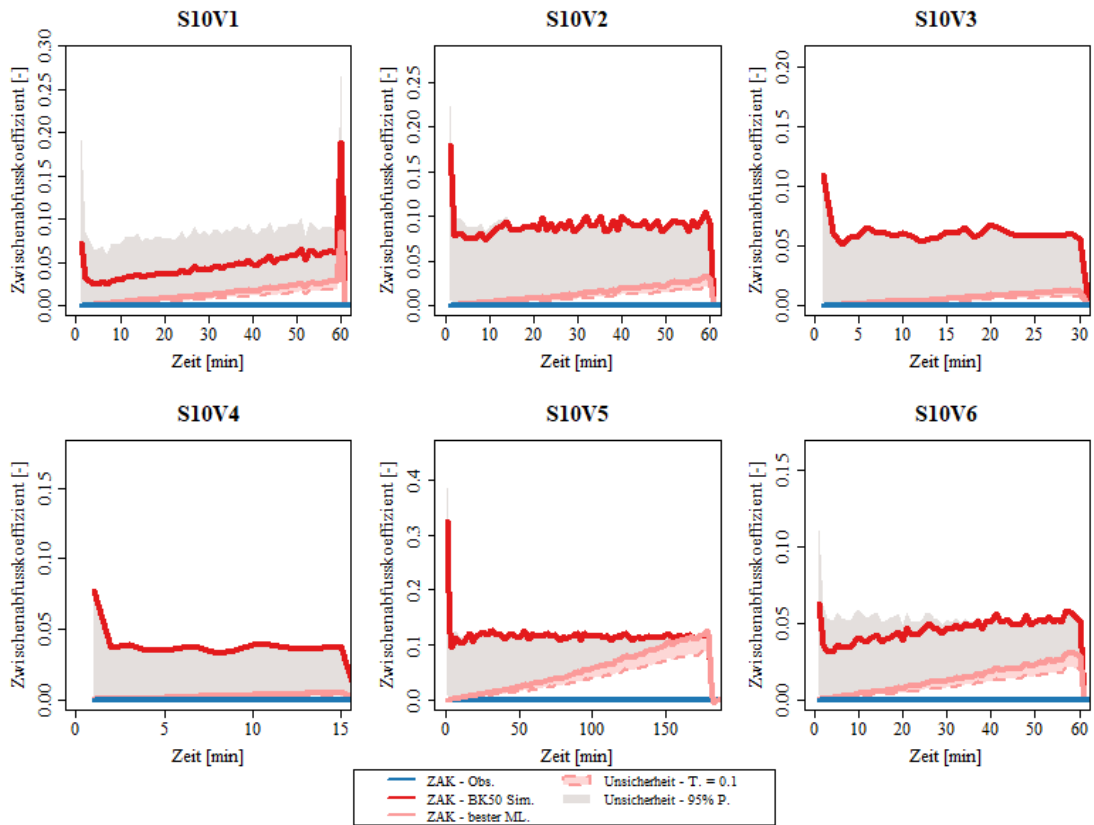 S10V1 S10V2 S10V3
Zwischenabfusskoeffizient [-]
0.00 0.05 0.10 0.15 0.20 0.25 0.30
0 10 20 30 40 50 60
Zeit [min]
Zwischenabfusskoeffizient [-]
0.00 0.05 0.10 0.15 0.20 0.25
0 10 20 30 40 50 60
Zeit [min]
Zwischenabfusskoeffizient [-]
0.00 0.05 0.10 0.15 0.20
0 5 10 15 20 25 30
Zeit [min]
S10V4 S10V5 S10V6
Zwischenabfusskoeffizient [-]
0.00 0.05 0.10 0.15
0 5 10 15
Zeit [min]
Zwischenabfusskoeffizient [-]
0.0 0.1 0.2 0.3 0.4
0 50 100 150
Zeit [min]
Zwischenabfusskoeffizient [-]
0.00 0.05 0.10 0.15
0 10 20 30 40 50 60
Zeit [min]
ZAK - Obs.
ZAK - BK50 Sim.
ZAK - bester ML.
Unsicherheit - T. = 0.1
Unsicherheit - 95% P.